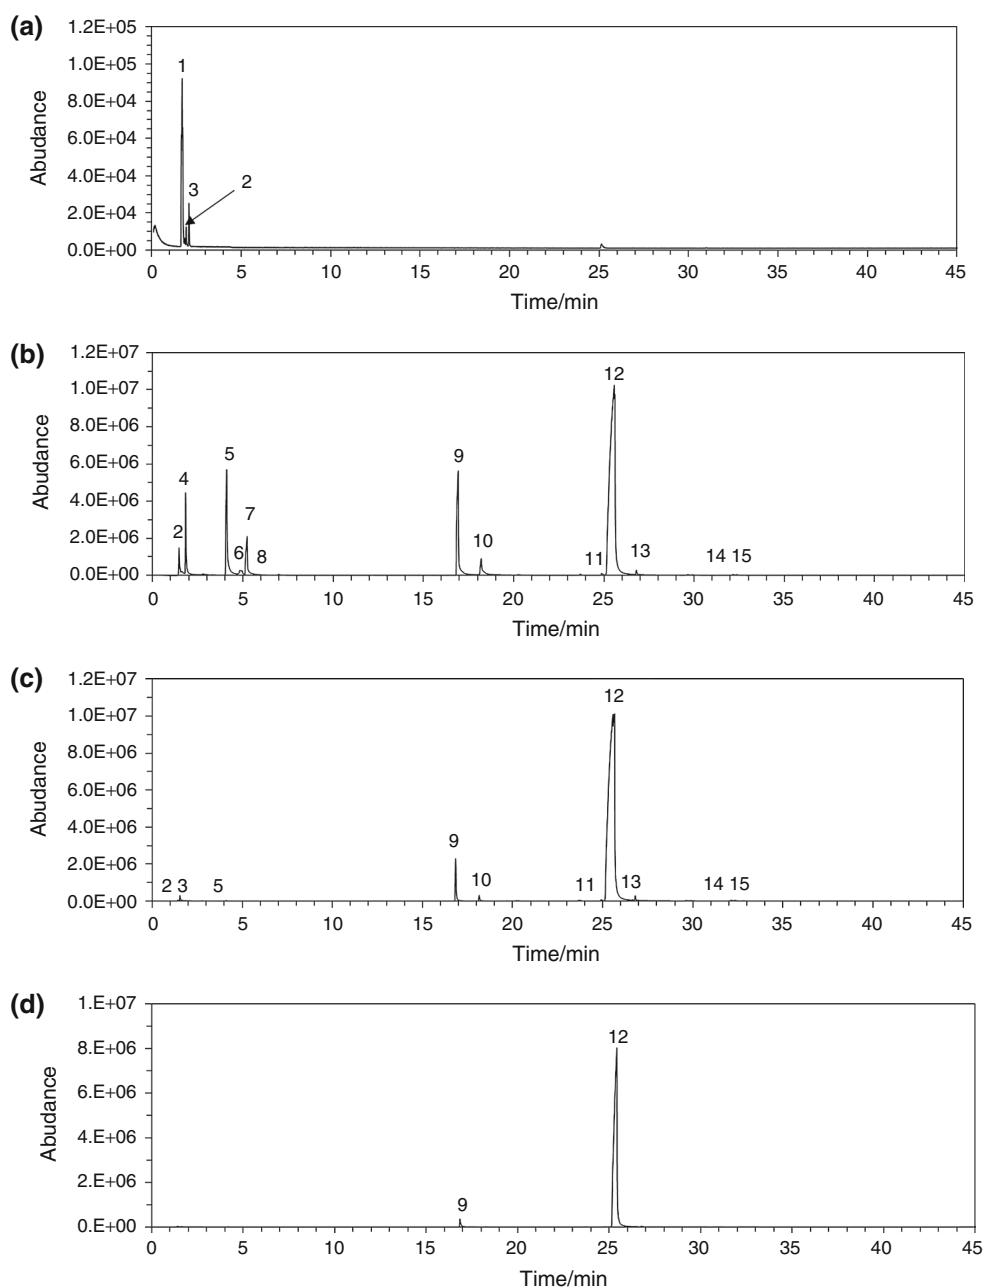 (a)
1.2E+05
1.0E+05
8.0E+04
6.0E+04
4.0E+04
2.0E+04
0.0E+00
Abudance
1
3
2
0 5 10 15 20 25 30 35 40 45
Time/min
(b)
1.2E+07
1.0E+07
8.0E+06
6.0E+06
4.0E+06
2.0E+06
0.0E+00
Abudance
2
4
5
6
7
8
9
10
11
12
13
14 15
0 5 10 15 20 25 30 35 40 45
Time/min
(c)
1.2E+07
1.0E+07
8.0E+06
6.0E+06
4.0E+06
2.0E+06
0.0E+00
Abudance
2 3 5
9
10
11
12
13
14 15
0 5 10 15 20 25 30 35 40 45
Time/min
(d)
1.E+07
8.E+06
6.E+06
4.E+06
2.E+06
0.E+00
Abudance
9
12
0 5 10 15 20 25 30 35 40 45
Time/min